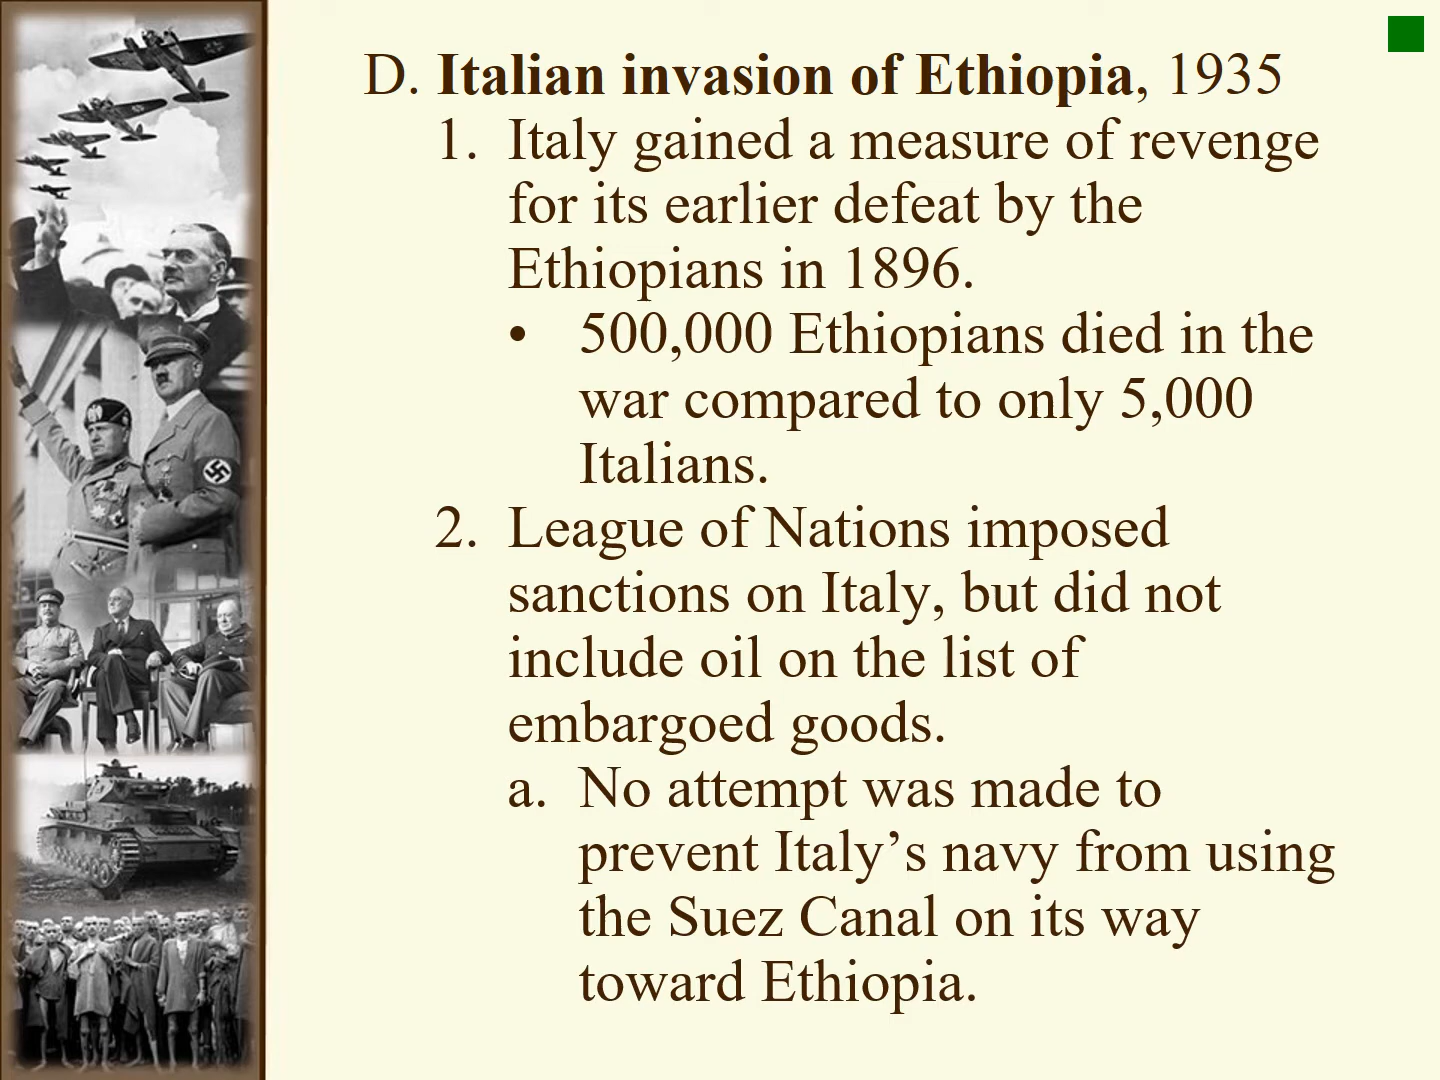 D. Italian invasion of Ethiopia, 1935
1. Italy gained a measure of revenge
for its earlier defeat by the
Ethiopians in 1896.
• 500,000 Ethiopians died in the
war compared to only 5,000
Italians.
2. League of Nations imposed
sanctions on Italy, but did not
include oil on the list of
embargoed goods.
a. No attempt was made to
prevent Italy’s navy from using
the Suez Canal on its way
toward Ethiopia.